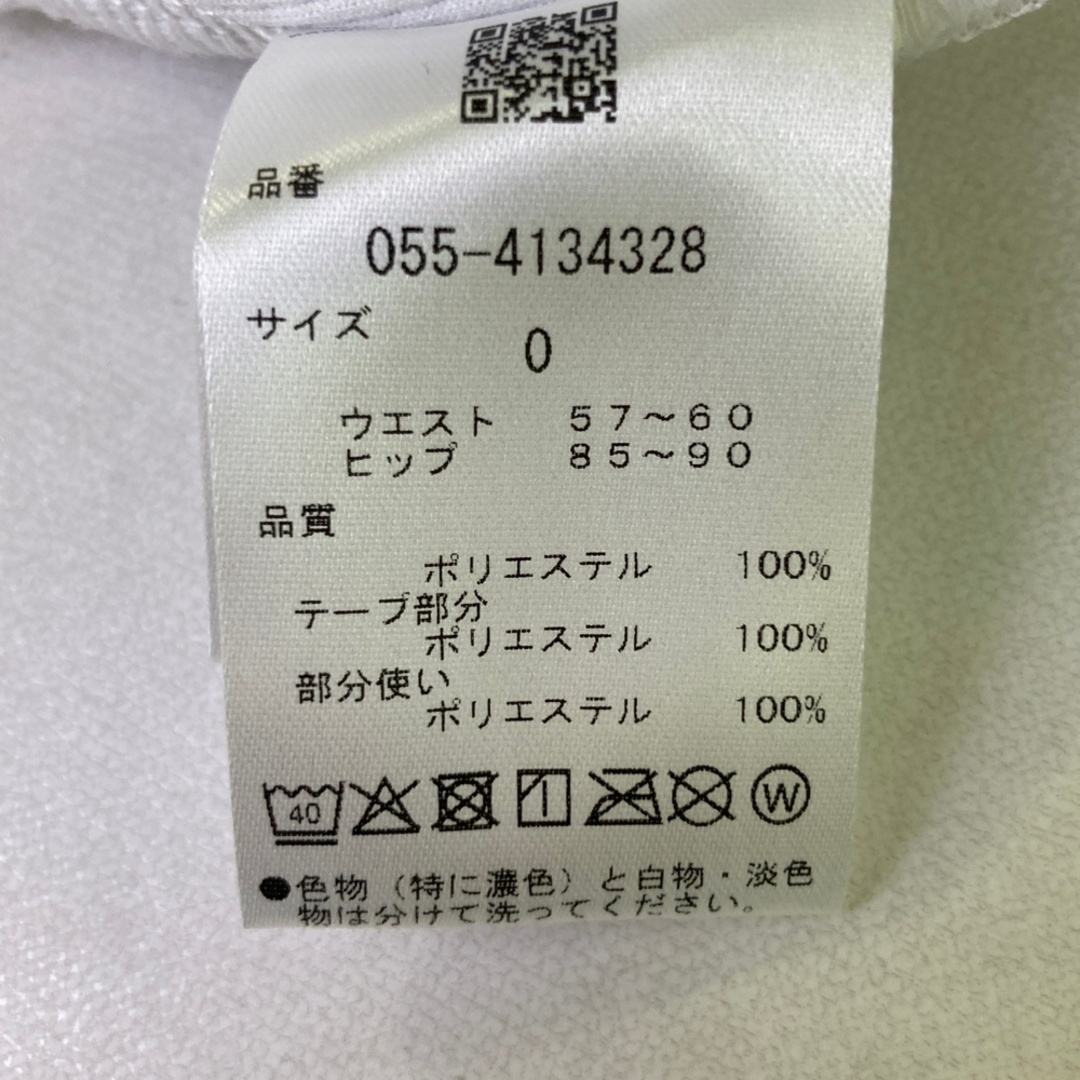 品番
055-4134328
サイズ
0
ウエスト 57〜60
ヒップ 85〜90
品質
ポリエステル 100%
テープ部分
ポリエステル 100%
部分使い
ポリエステル 100%
40 W
●色物（特に濃色）と白物・淡色
物は分けて洗ってください。